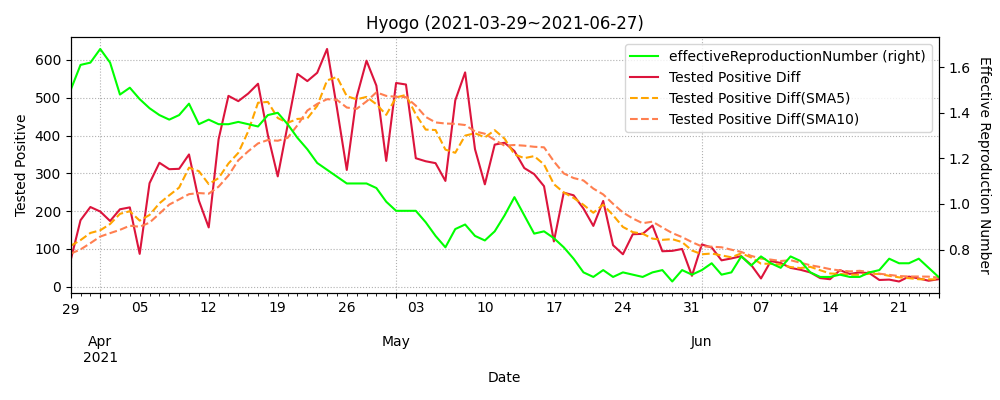 Hyogo (2021-03-29~2021-06-27)
effectiveReproductionNumber (right)
Tested Positive Diff
Tested Positive Diff(SMA5)
Tested Positive Diff(SMA10)
Tested Positive
600
500
400
300
200
100
0
1.6
1.4
1.2
1.0
0.8
Effective Reproduction Number
29 05 12 19 26 03 10 17 24 31 07 14 21
Apr May Jun
2021
Date